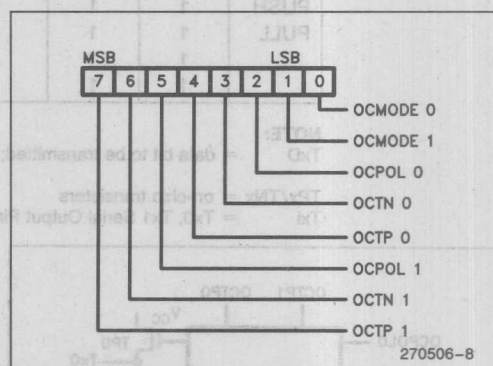 MSB LSB
7 6 5 4 3 2 1 0
OCMODE 0
OCMODE 1
OCPOL 0
OCTN 0
OCTP 0
OCPOL 1
OCTN 1
OCTP 1
270506-8